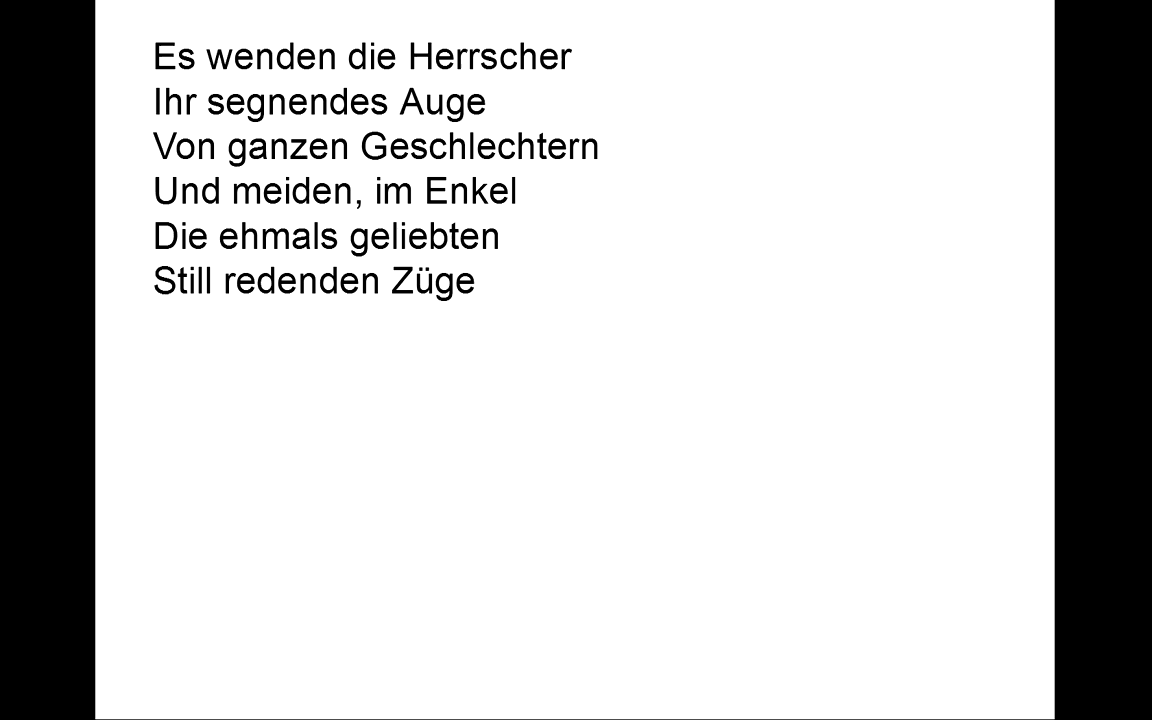 Es wenden die Herrscher
Ihr segnendes Auge
Von ganzen Geschlechtern
Und meiden, im Enkel
Die ehmals geliebten
Still redenden Züge